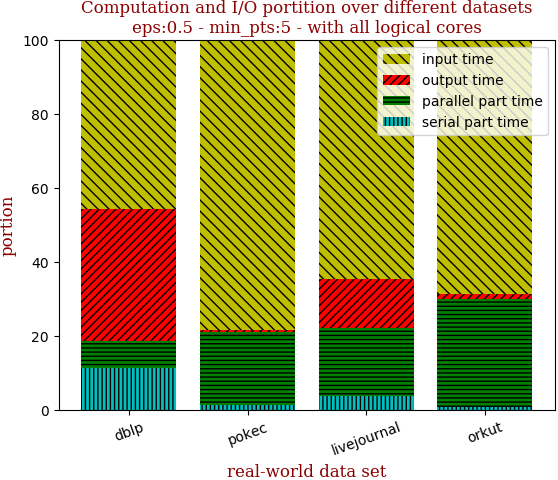 Computation and I/O portition over different datasets
eps:0.5 - min_pts:5 - with all logical cores
100
80
60
40
20
0
portion
input time
output time
parallel part time
serial part time
dblp
pokec
livejournal
orkut
real-world data set